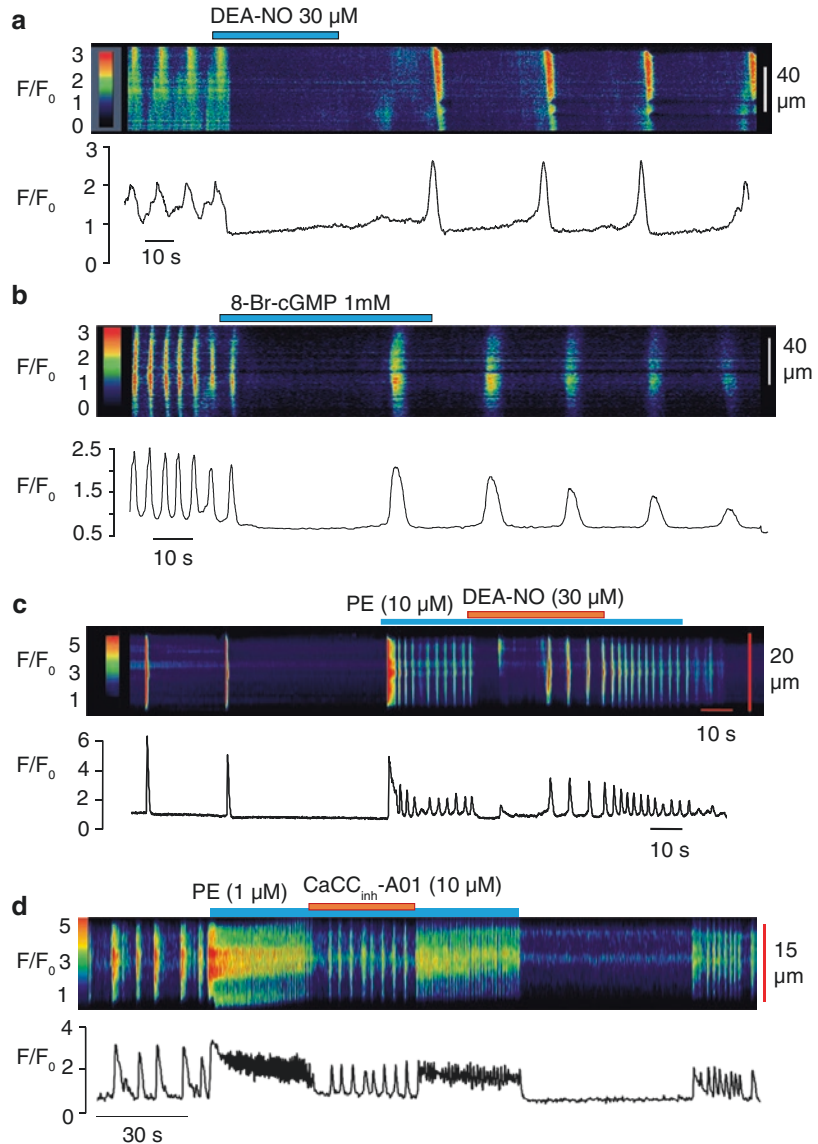 a
DEA-NO 30 µM
F/F0
3
2
1
0
40 µm
F/F0
3
2
1
0
10 s
b
8-Br-cGMP 1mM
F/F0
3
2
1
0
40 µm
F/F0
2.5
1.5
0.5
10 s
c
PE (10 µM) DEA-NO (30 µM)
F/F0
5
3
1
20 µm
10 s
F/F0
6
4
2
0
10 s
d
PE (1 µM) CaCCinh-A01 (10 µM)
F/F0
5
3
1
15 µm
F/F0
4
2
0
30 s